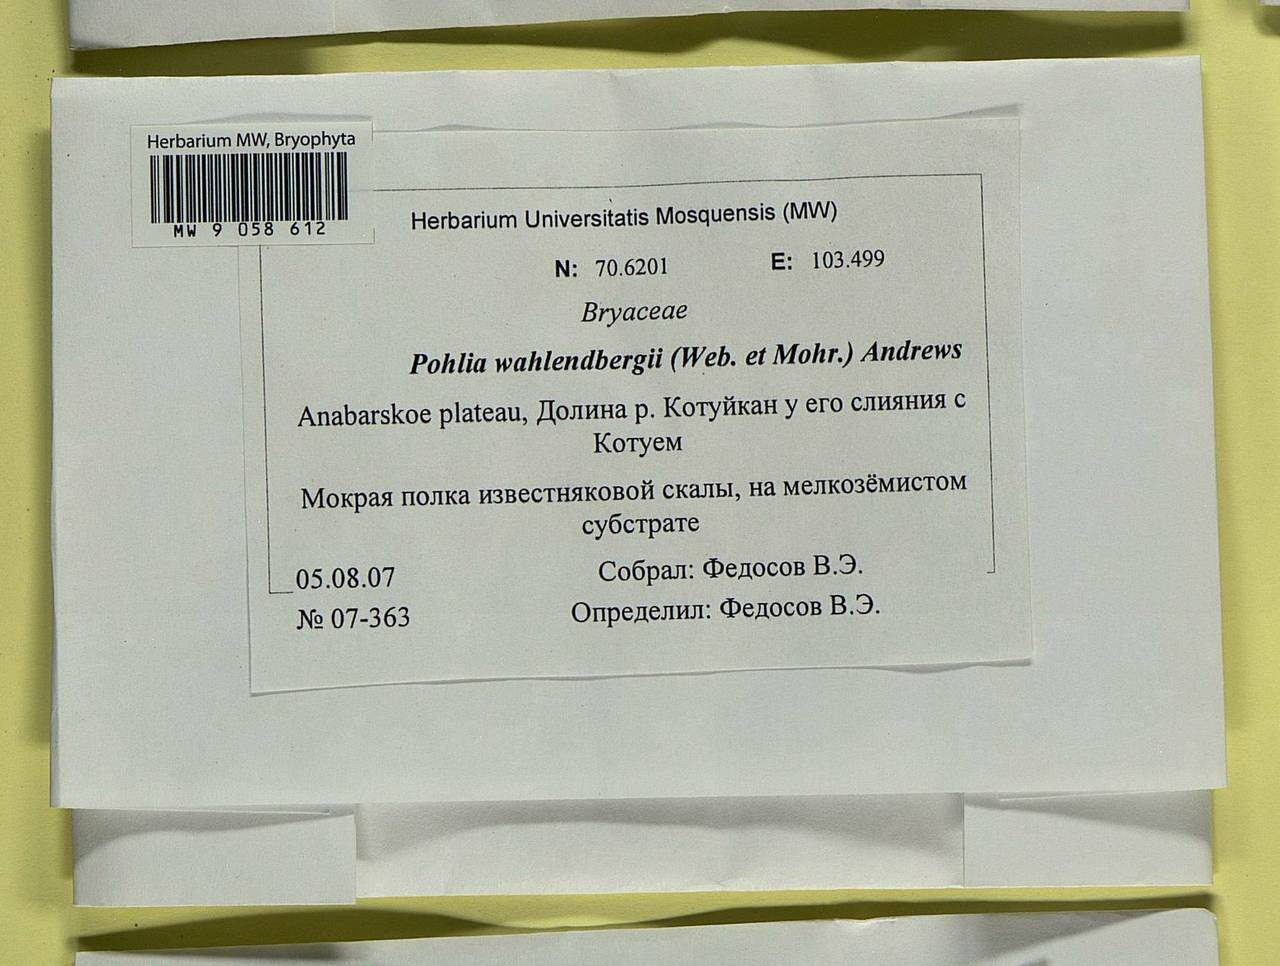 Herbarium MW, Bryophyta
MW 9 058 612
Herbarium Universitatis Mosquensis (MW)
N: 70.6201 E: 103.499
Bryaceae
Pohlia wahlendbergii (Web. et Mohr.) Andrews
Anabarskoe plateau, Долина р. Котуйкан у его слияния с
Котуем
Мокрая полка известняковой скалы, на мелкозёмистом
субстрате
05.08.07 Собрал: Федосов В.Э.
№ 07-363 Определил: Федосов В.Э.